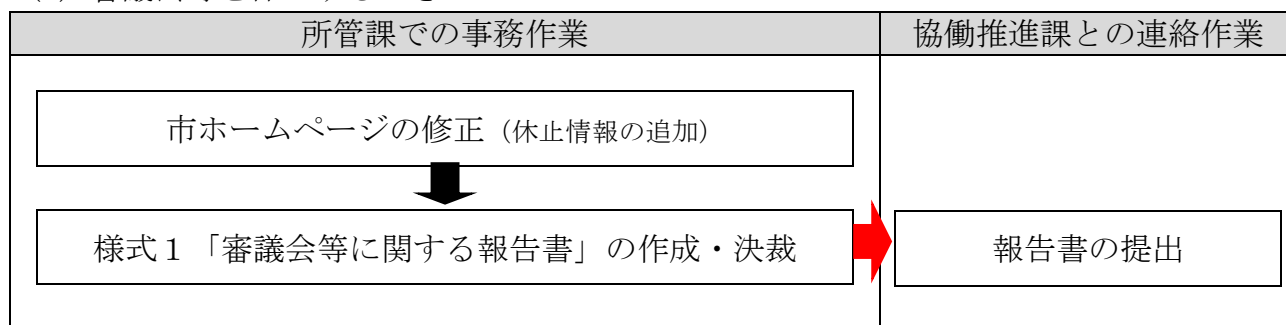 所管課での事務作業
協働推進課との連絡作業
市ホームページの修正（休止情報の追加）
様式１「審議会等に関する報告書」の作成・決裁
報告書の提出